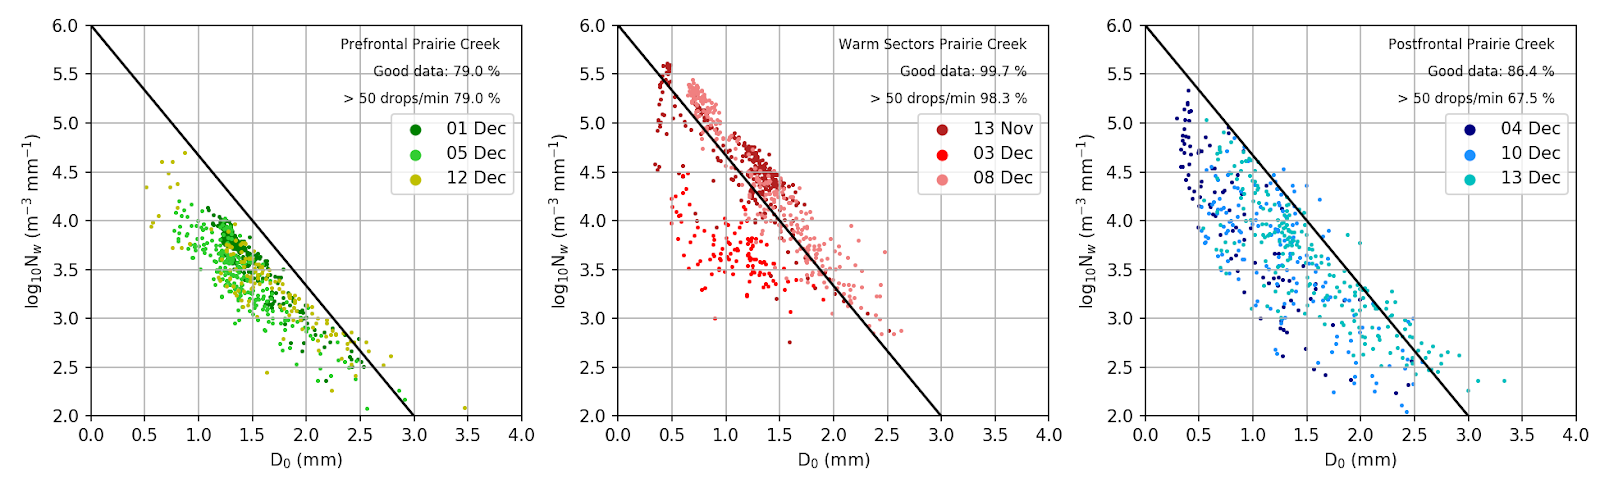 Prefrontal Prairie Creek
Good data: 79.0 %
> 50 drops/min 79.0 %
01 Dec
05 Dec
12 Dec
6.0
5.5
5.0
4.5
4.0
3.5
3.0
2.5
2.0
log₁₀N_w (m⁻³ mm⁻¹)
0.0 0.5 1.0 1.5 2.0 2.5 3.0 3.5 4.0
D₀ (mm)
Warm Sectors Prairie Creek
Good data: 99.7 %
> 50 drops/min 98.3 %
13 Nov
03 Dec
08 Dec
6.0
5.5
5.0
4.5
4.0
3.5
3.0
2.5
2.0
log₁₀N_w (m⁻³ mm⁻¹)
0.0 0.5 1.0 1.5 2.0 2.5 3.0 3.5 4.0
D₀ (mm)
Postfrontal Prairie Creek
Good data: 86.4 %
> 50 drops/min 67.5 %
04 Dec
10 Dec
13 Dec
6.0
5.5
5.0
4.5
4.0
3.5
3.0
2.5
2.0
log₁₀N_w (m⁻³ mm⁻¹)
0.0 0.5 1.0 1.5 2.0 2.5 3.0 3.5 4.0
D₀ (mm)